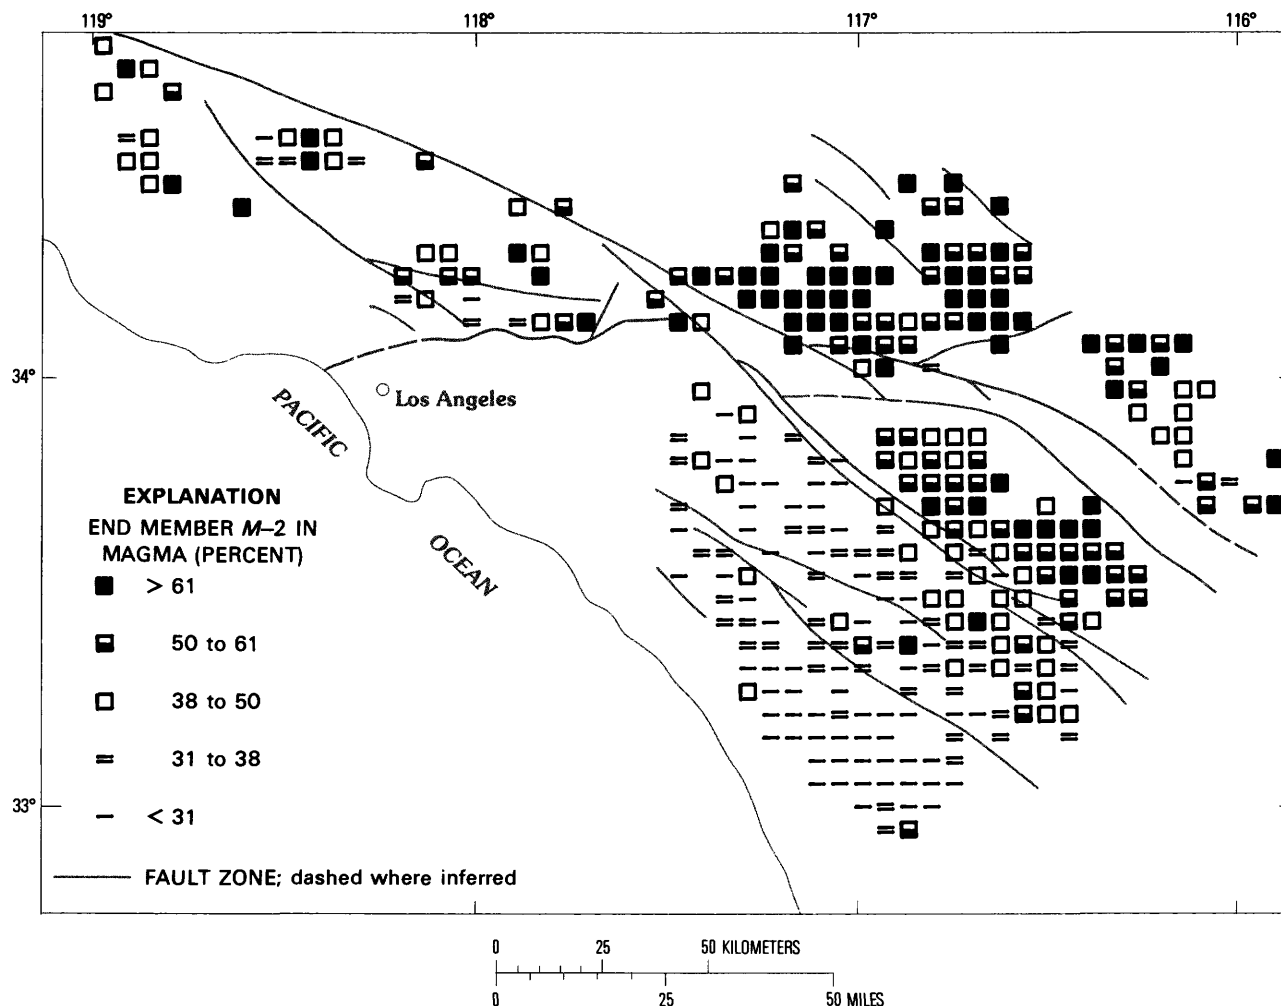 119° 118° 117° 116°
34°
Los Angeles
PACIFIC
OCEAN
EXPLANATION
END MEMBER M–2 IN
MAGMA (PERCENT)
> 61
50 to 61
38 to 50
31 to 38
< 31
33°
FAULT ZONE; dashed where inferred
0 25 50 KILOMETERS
0 25 50 MILES